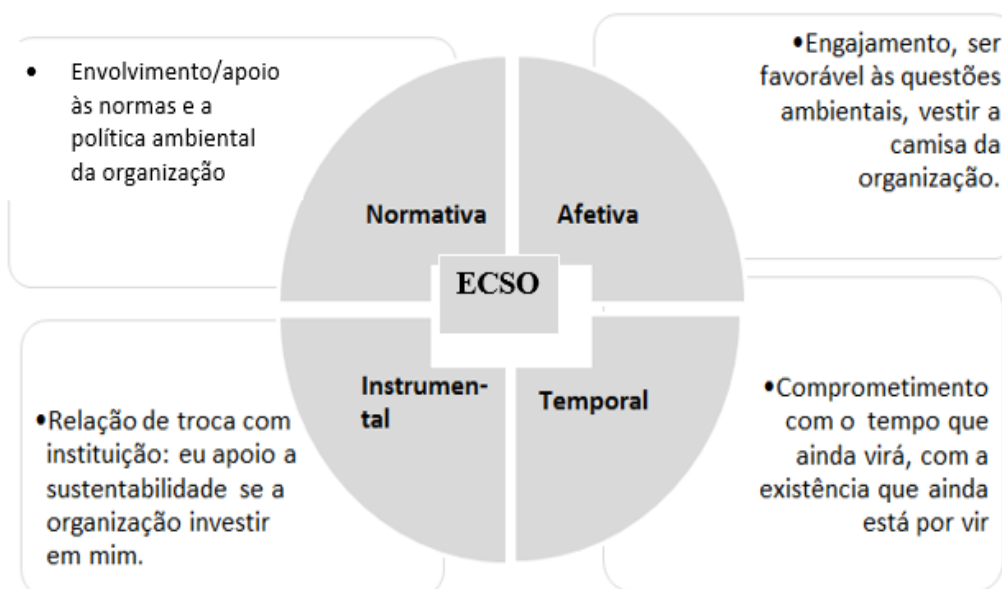 • Envolvimento/apoio
às normas e a
política ambiental
da organização
•Engajamento, ser
favorável às questões
ambientais, vestir a
camisa da
organização.
Normativa
Afetiva
ECSO
Instrumen-
tal
Temporal
•Relação de troca com
instituição: eu apoio a
sustentabilidade se a
organização investir
em mim.
•Comprometimento
com o tempo que
ainda virá, com a
existência que ainda
está por vir